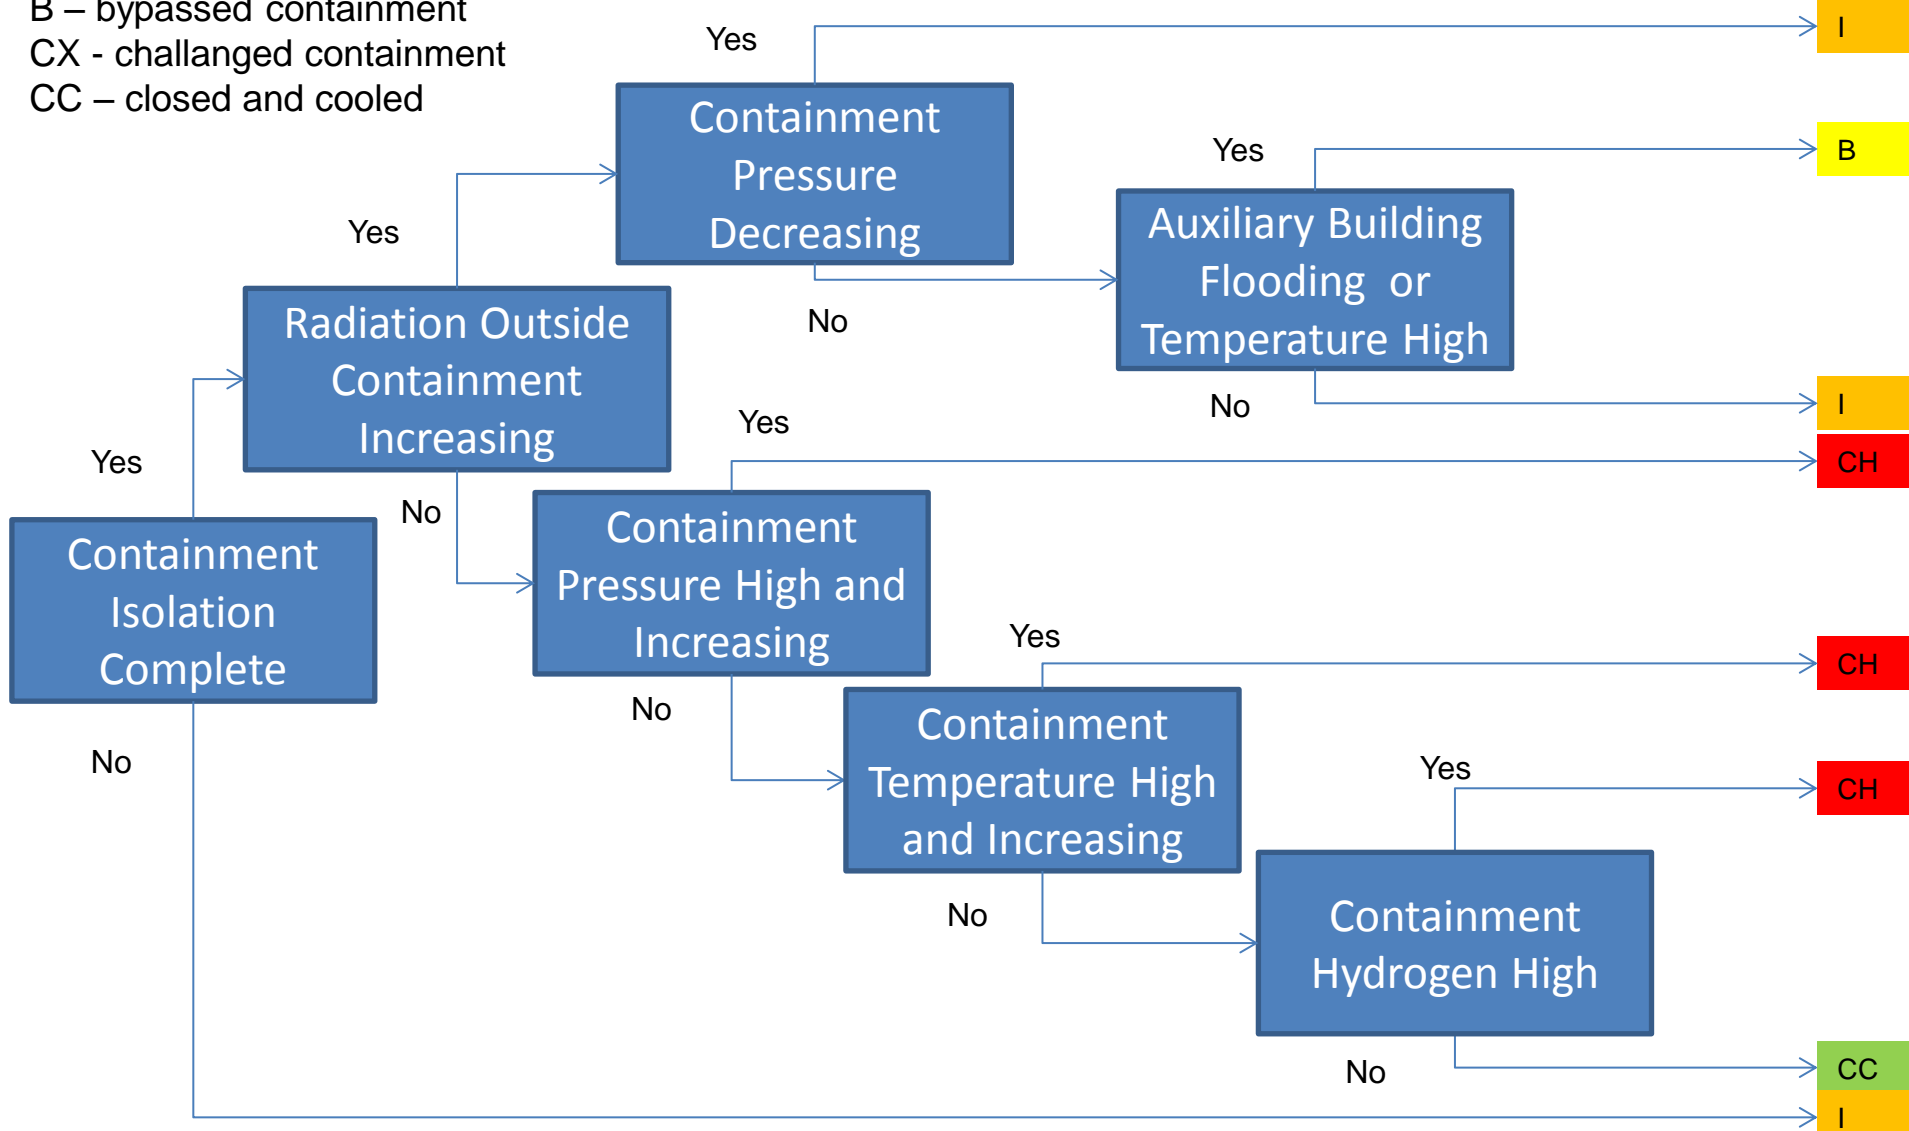 B – bypassed containment
CX - challanged containment
CC – closed and cooled
Yes
I
Containment
Pressure
Decreasing
Yes
B
Auxiliary Building
Flooding or
Temperature High
Yes
No
Radiation Outside
Containment
Increasing
No
I
Yes
CH
Yes
No
Containment
Pressure High and
Increasing
Containment
Isolation
Complete
Yes
CH
No
Containment
Temperature High
and Increasing
No
Yes
CH
No
Containment
Hydrogen High
No
CC
I